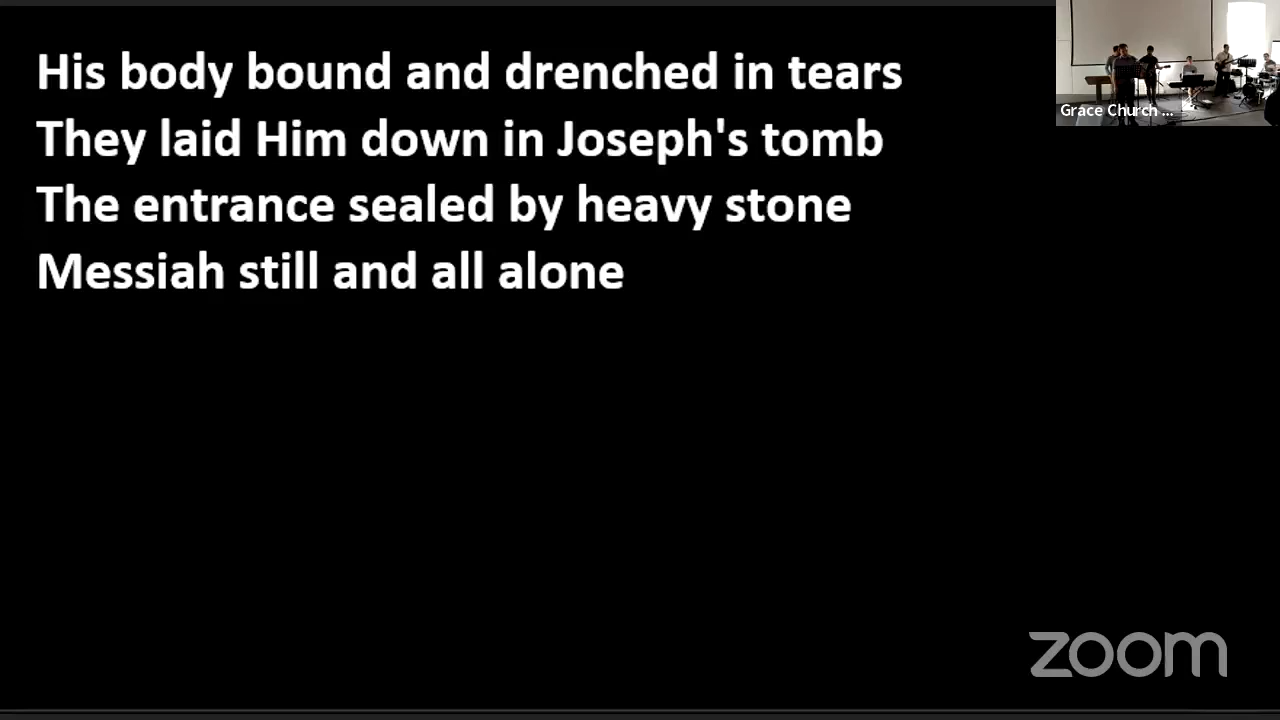 His body bound and drenched in tears
They laid Him down in Joseph's tomb
The entrance sealed by heavy stone
Messiah still and all alone
Grace Church ...
zoom